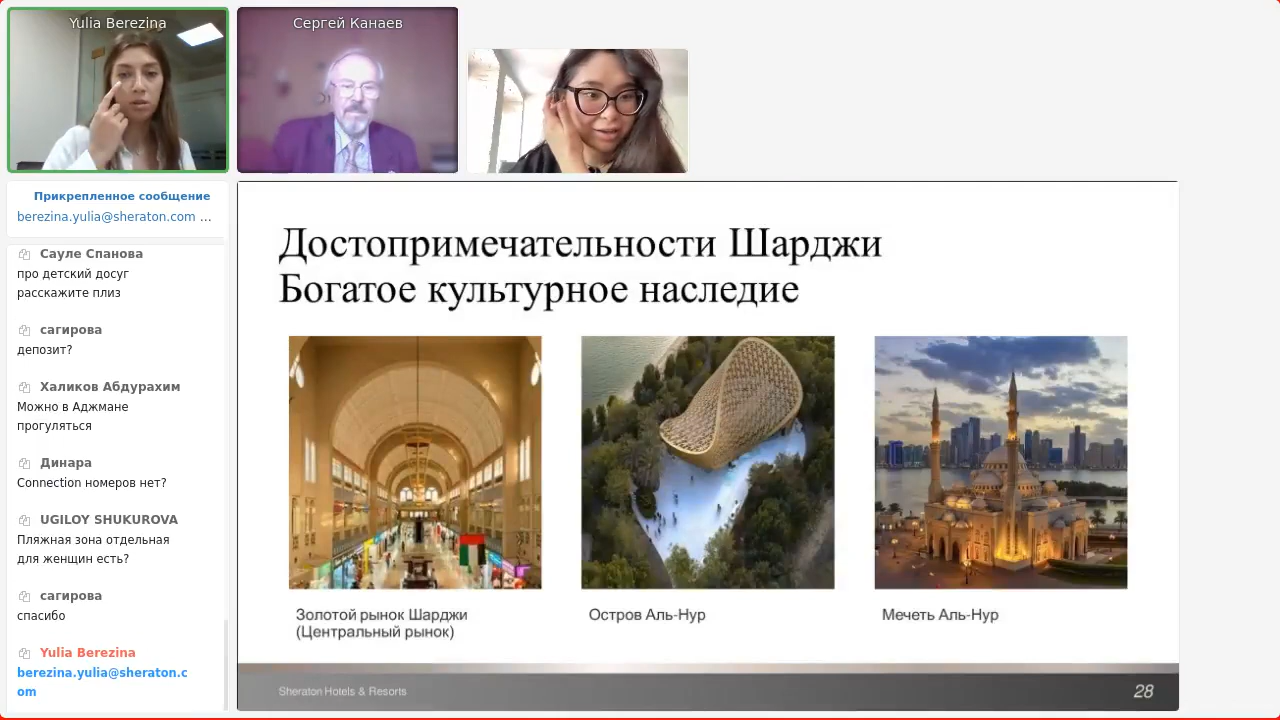 Yulia Berezina
Сергей Канаев
Прикрепленное сообщение
berezina.yulia@sheraton.com ...
Сауле Спанова
про детский досуг
расскажите плиз
сагирова
депозит?
Халиков Абдурахим
Можно в Аджмане
прогуляться
Динара
Connection номеров нет?
UGILOY SHUKUROVA
Пляжная зона отдельная
для женщин есть?
сагирова
спасибо
Yulia Berezina
berezina.yulia@sheraton.c
om
Достопримечательности Шарджи
Богатое культурное наследие
Золотой рынок Шарджи
(Центральный рынок)
Остров Аль-Нур
Мечеть Аль-Нур
Sheraton Hotels & Resorts
28